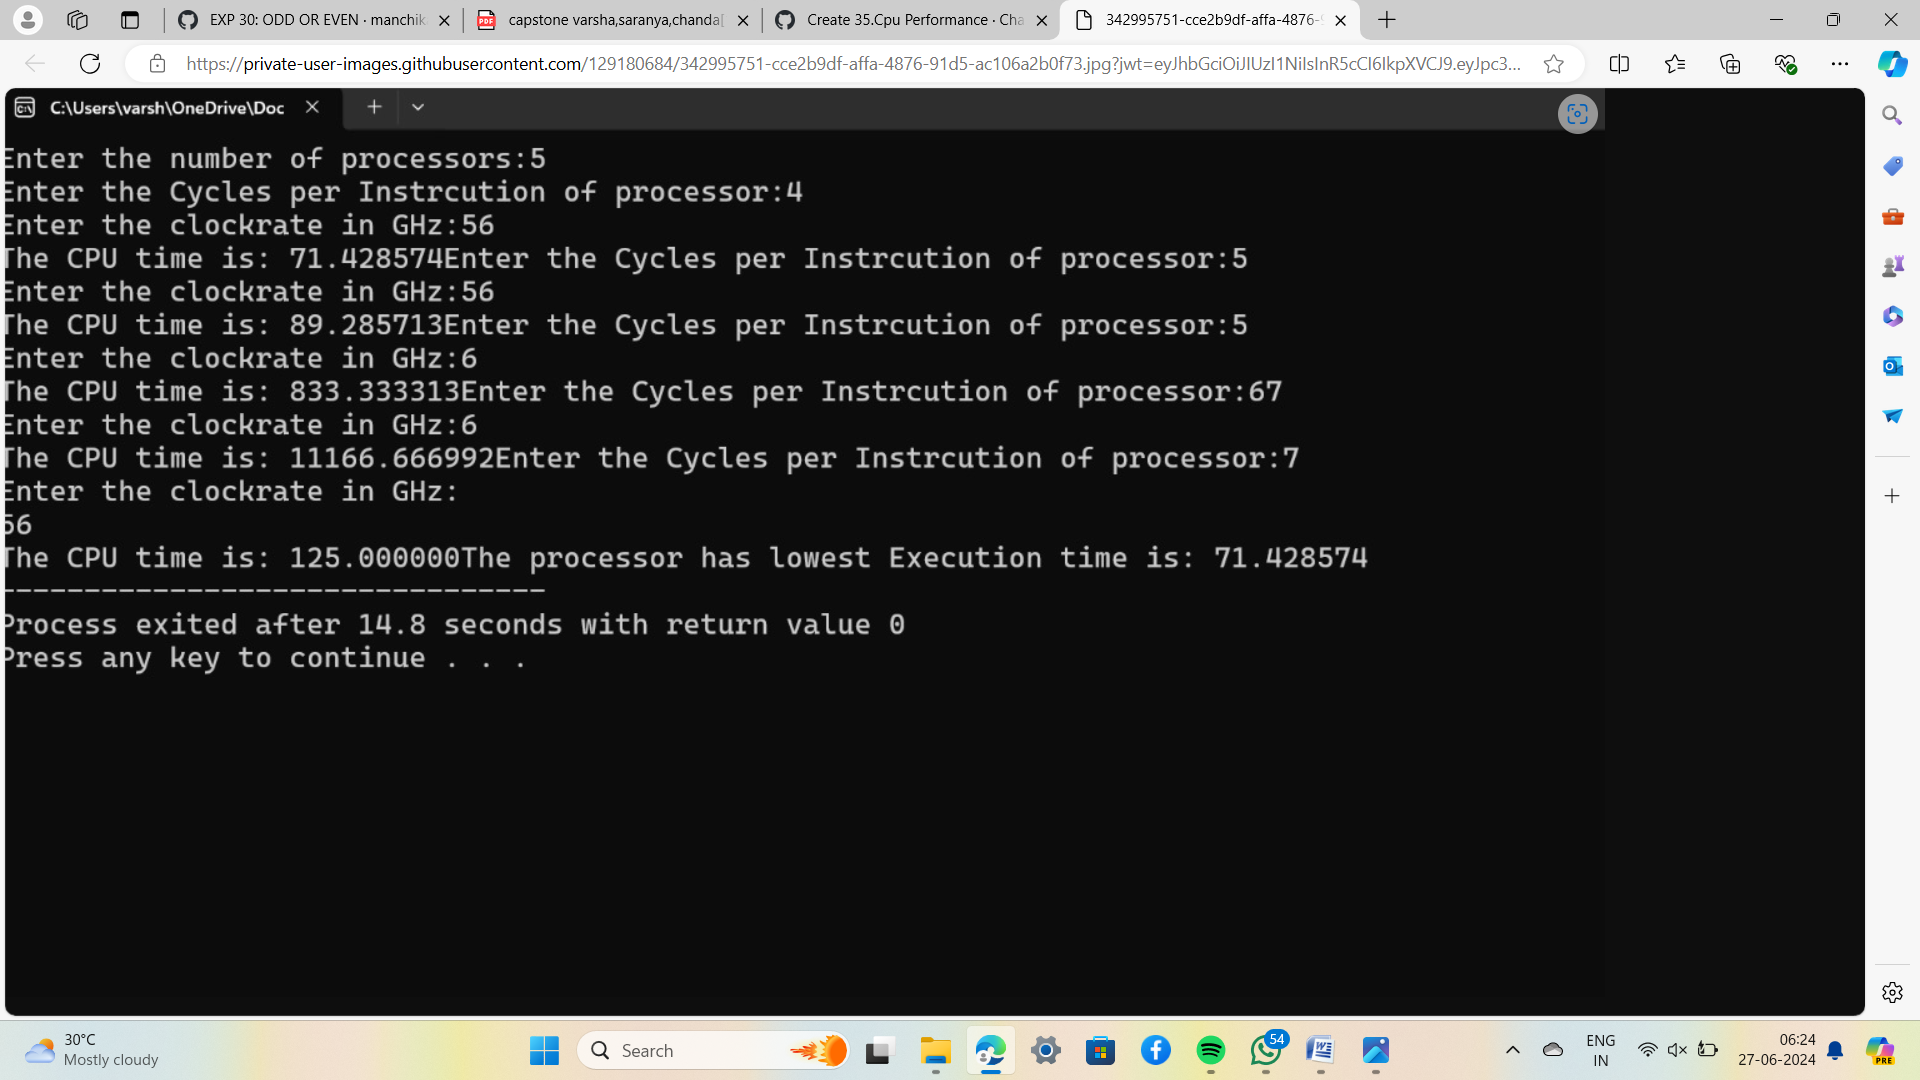 EXP 30: ODD OR EVEN · manchik
capstone varsha,saranya,chanda[
Create 35.Cpu Performance · Cha
342995751-cce2b9df-affa-4876-9
https://private-user-images.githubusercontent.com/129180684/342995751-cce2b9df-affa-4876-91d5-ac106a2b0f73.jpg?jwt=eyJhbGciOiJIUzI1NiIsInR5cCI6IkpXVCJ9.eyJpc3...
C:\Users\varsh\OneDrive\Doc
Enter the number of processors:5
Enter the Cycles per Instrcution of processor:4
Enter the clockrate in GHz:56
The CPU time is: 71.428574Enter the Cycles per Instrcution of processor:5
Enter the clockrate in GHz:56
The CPU time is: 89.285713Enter the Cycles per Instrcution of processor:5
Enter the clockrate in GHz:6
The CPU time is: 833.333313Enter the Cycles per Instrcution of processor:67
Enter the clockrate in GHz:6
The CPU time is: 11166.666992Enter the Cycles per Instrcution of processor:7
Enter the clockrate in GHz:
56
The CPU time is: 125.000000The processor has lowest Execution time is: 71.428574
--------------------------------
Process exited after 14.8 seconds with return value 0
Press any key to continue . . .
30°C
Mostly cloudy
Search
54
ENG
IN
06:24
27-06-2024
PRE